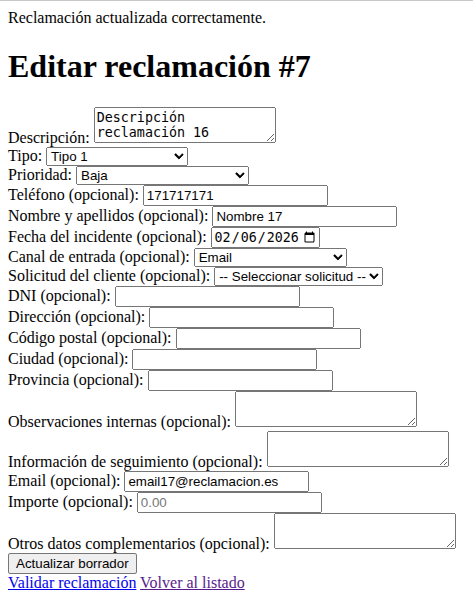 Reclamación actualizada correctamente.
Editar reclamación #7
Descripción: Descripción
reclamación 16
Tipo: Tipo 1
Prioridad: Baja
Teléfono (opcional): 171717171
Nombre y apellidos (opcional): Nombre 17
Fecha del incidente (opcional): 02/06/2026
Canal de entrada (opcional): Email
Solicitud del cliente (opcional): -- Seleccionar solicitud --
DNI (opcional):
Dirección (opcional):
Código postal (opcional):
Ciudad (opcional):
Provincia (opcional):
Observaciones internas (opcional):
Información de seguimiento (opcional):
Email (opcional): email17@reclamacion.es
Importe (opcional): 0.00
Otros datos complementarios (opcional):
Actualizar borrador
Validar reclamación Volver al listado